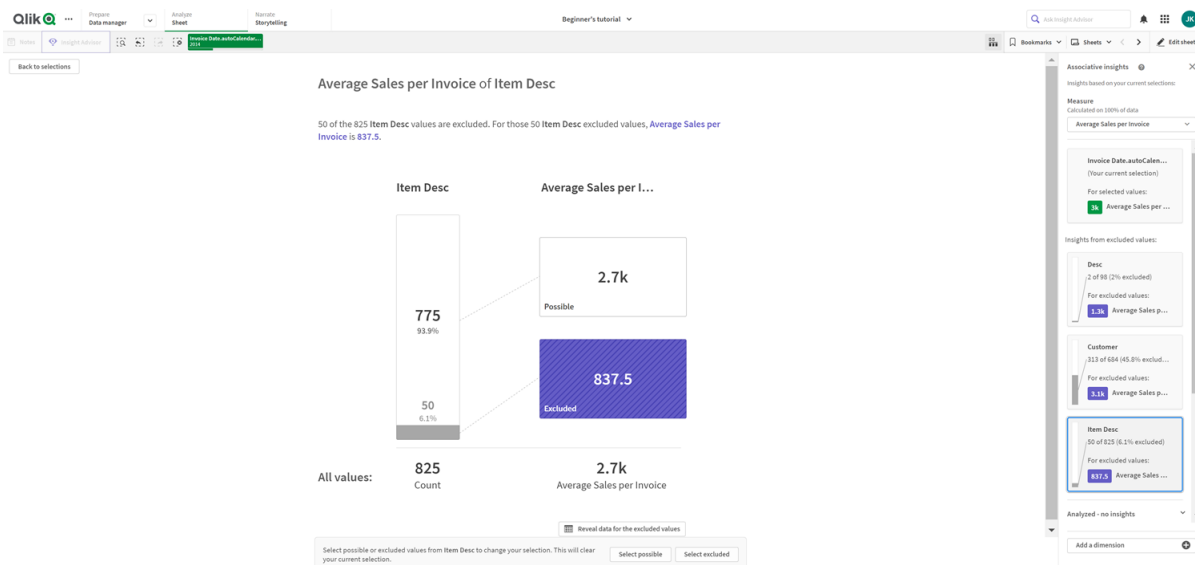 Qlik
Prepare
Data manager
Analyze
Sheet
Narrate
Storytelling
Beginner's tutorial
Ask Insight Advisor
JK
Notes
Insight Advisor
Invoice Date.autoCalendar....
2014
Bookmarks
Sheets
Edit sheet
Back to selections
Average Sales per Invoice of Item Desc
50 of the 825 Item Desc values are excluded. For those 50 Item Desc excluded values, Average Sales per
Invoice is 837.5.
Item Desc
Average Sales per I...
775
93.9%
50
6.1%
2.7k
Possible
837.5
Excluded
All values:
825
Count
2.7k
Average Sales per Invoice
Reveal data for the excluded values
Select possible or excluded values from Item Desc to change your selection. This will clear
your current selection.
Select possible
Select excluded
Associative insights
Insights based on your current selections:
Measure
Calculated on 100% of data
Average Sales per Invoice
Invoice Date.autoCalen...
(Your current selection)
For selected values:
3k Average Sales per ...
Insights from excluded values:
Desc
2 of 98 (2% excluded)
For excluded values:
1.3k Average Sales p...
Customer
313 of 684 (45.8% exclud...
For excluded values:
3.1k Average Sales p...
Item Desc
50 of 825 (6.1% excluded)
For excluded values:
837.5 Average Sales ...
Analyzed - no insights
Add a dimension